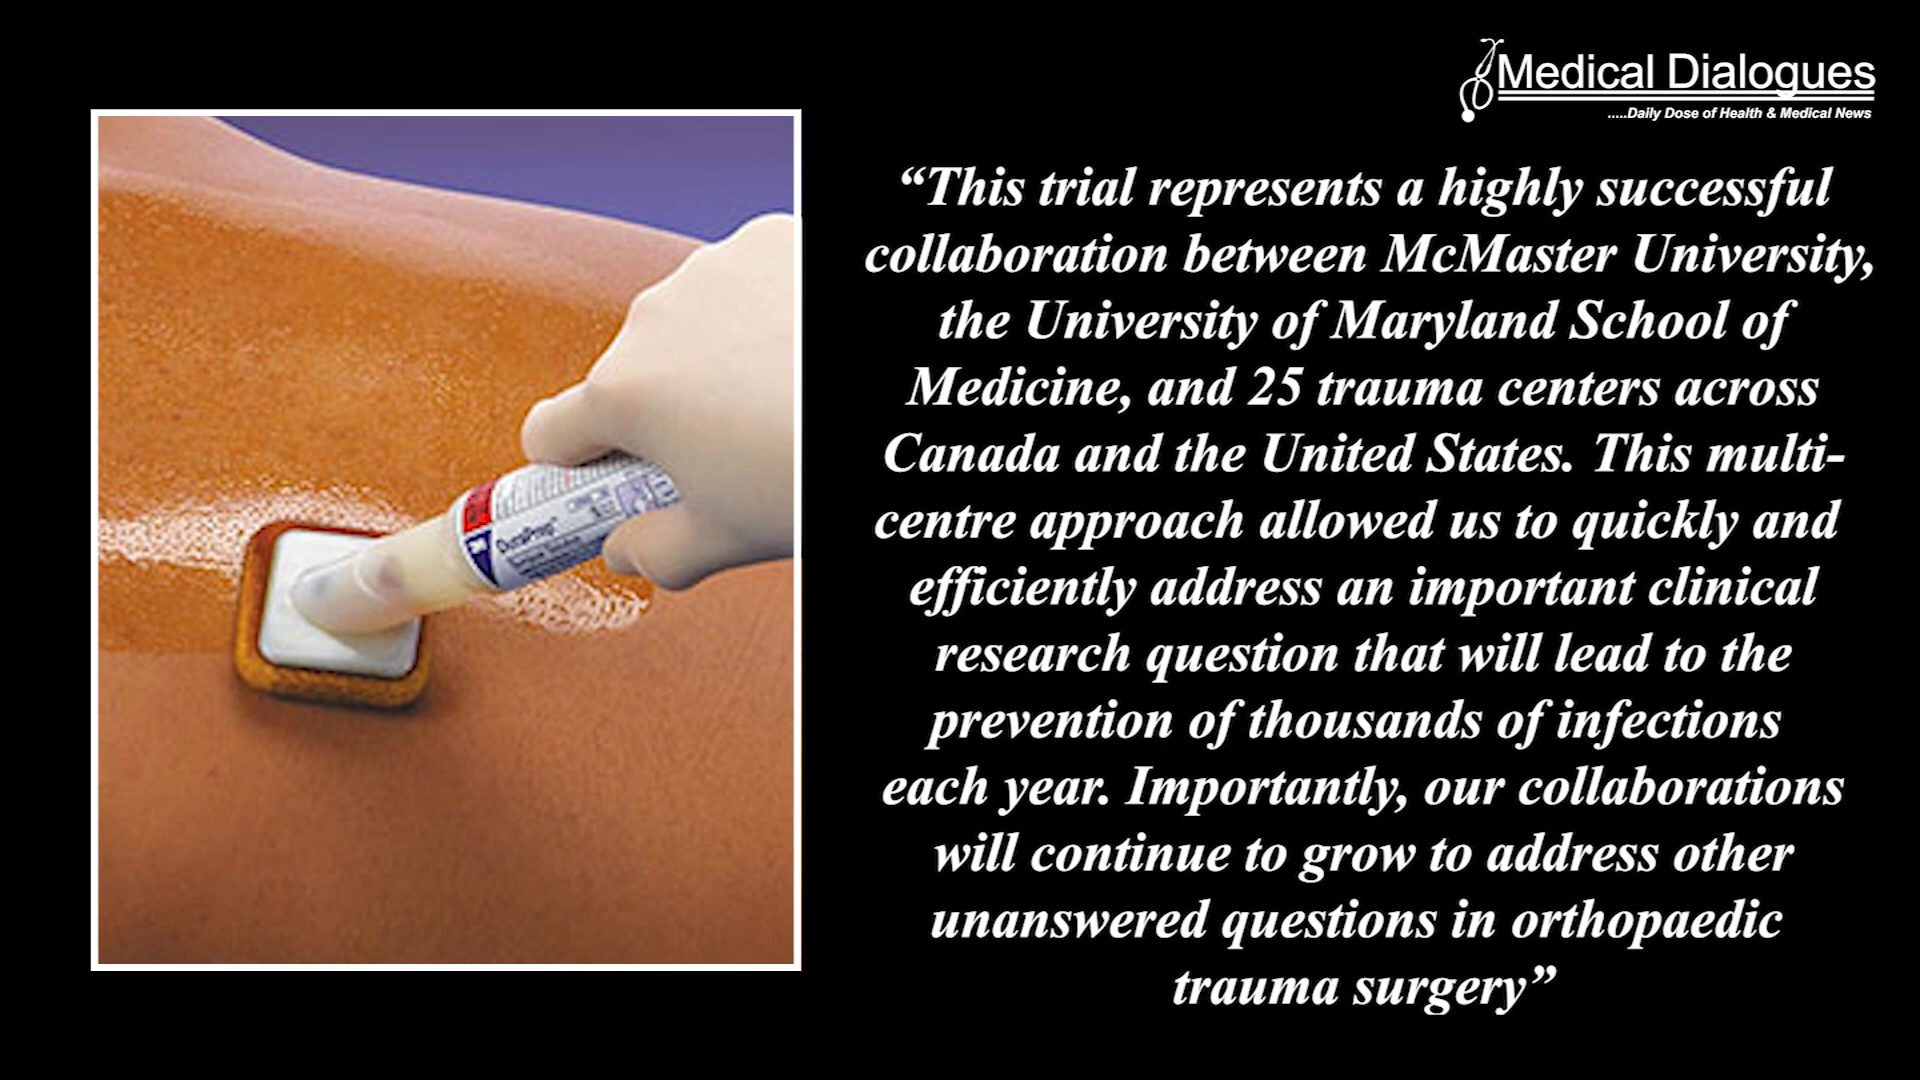 Medical Dialogues
.....Daily Dose of Health & Medical News
“This trial represents a highly successful
collaboration between McMaster University,
the University of Maryland School of
Medicine, and 25 trauma centers across
Canada and the United States. This multi-
centre approach allowed us to quickly and
efficiently address an important clinical
research question that will lead to the
prevention of thousands of infections
each year. Importantly, our collaborations
will continue to grow to address other
unanswered questions in orthopaedic
trauma surgery”
3M
DuraPrep